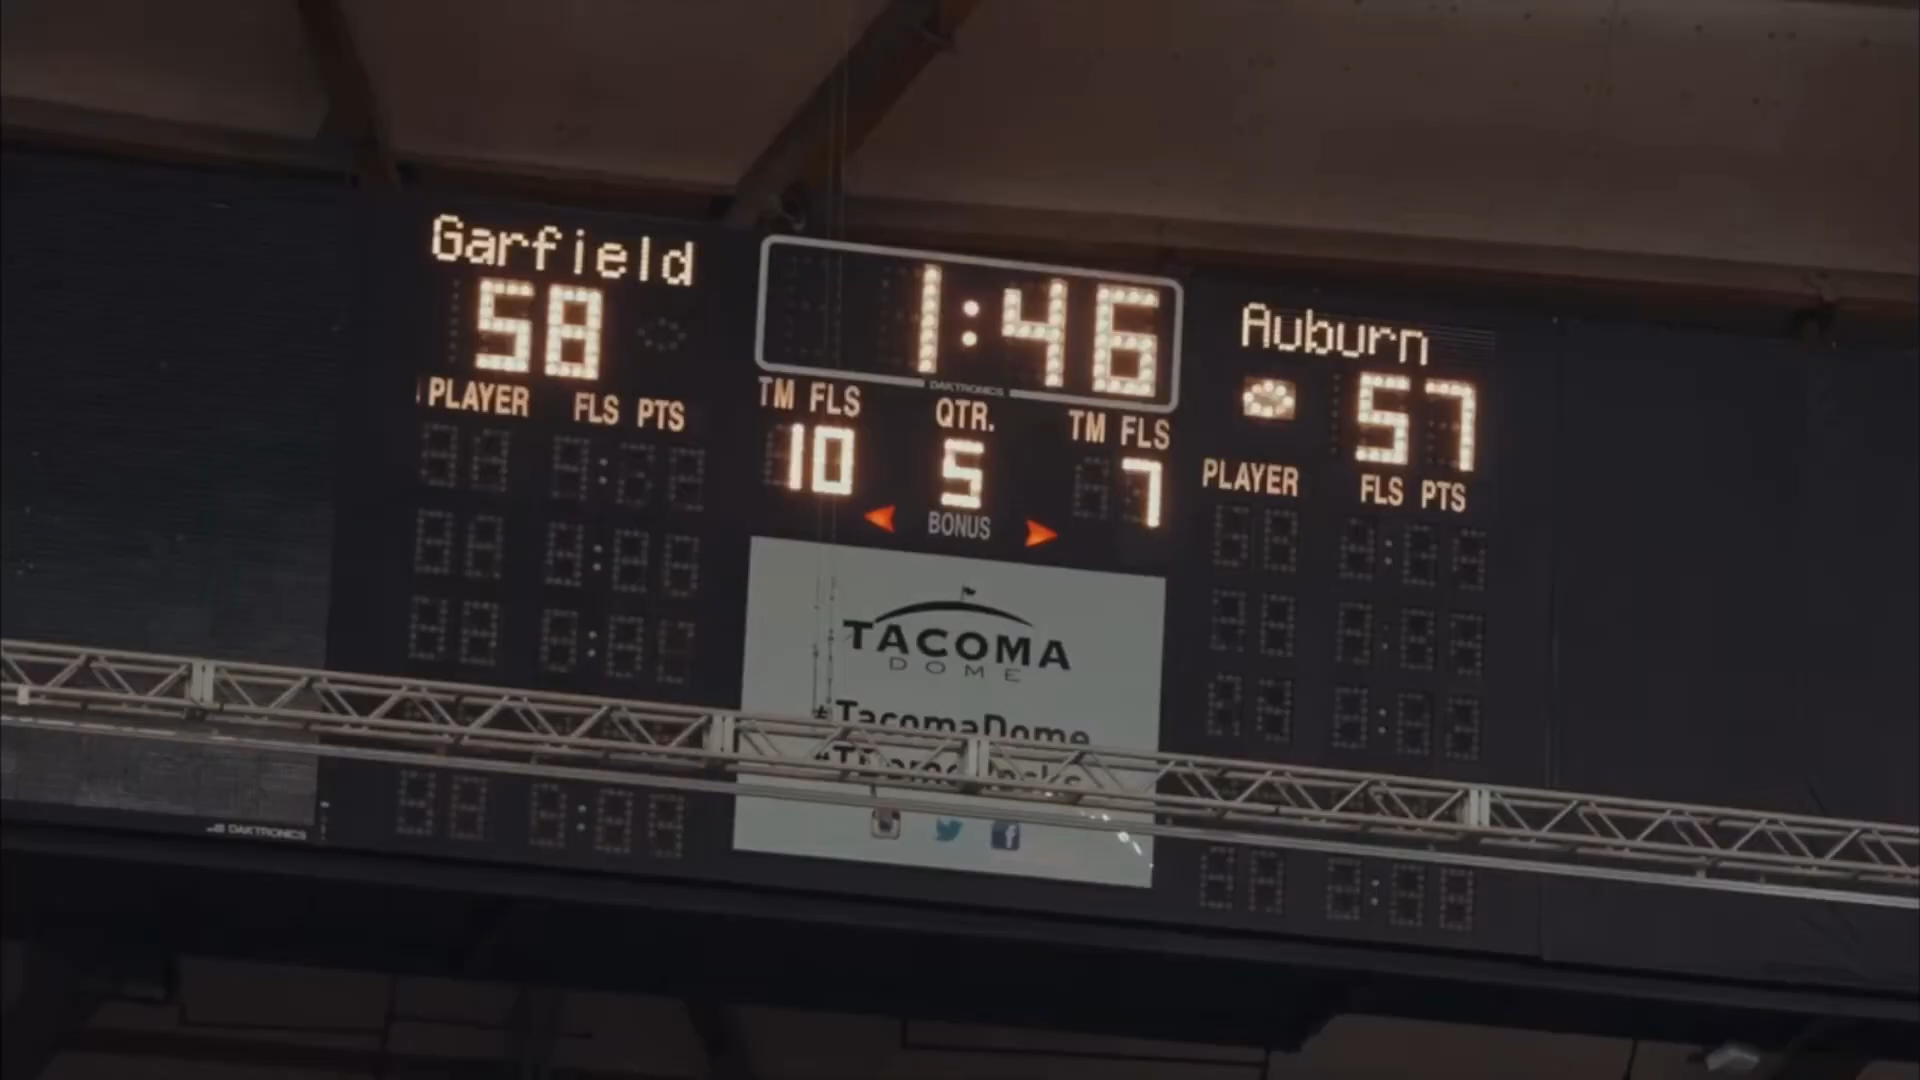 Garfield
58
1:46
DAKTRONICS
Auburn
57
PLAYER FLS PTS
TM FLS
10
QTR.
5
BONUS
TM FLS
7
PLAYER FLS PTS
TACOMA
DOME
#TacomaDome
DAKTRONICS